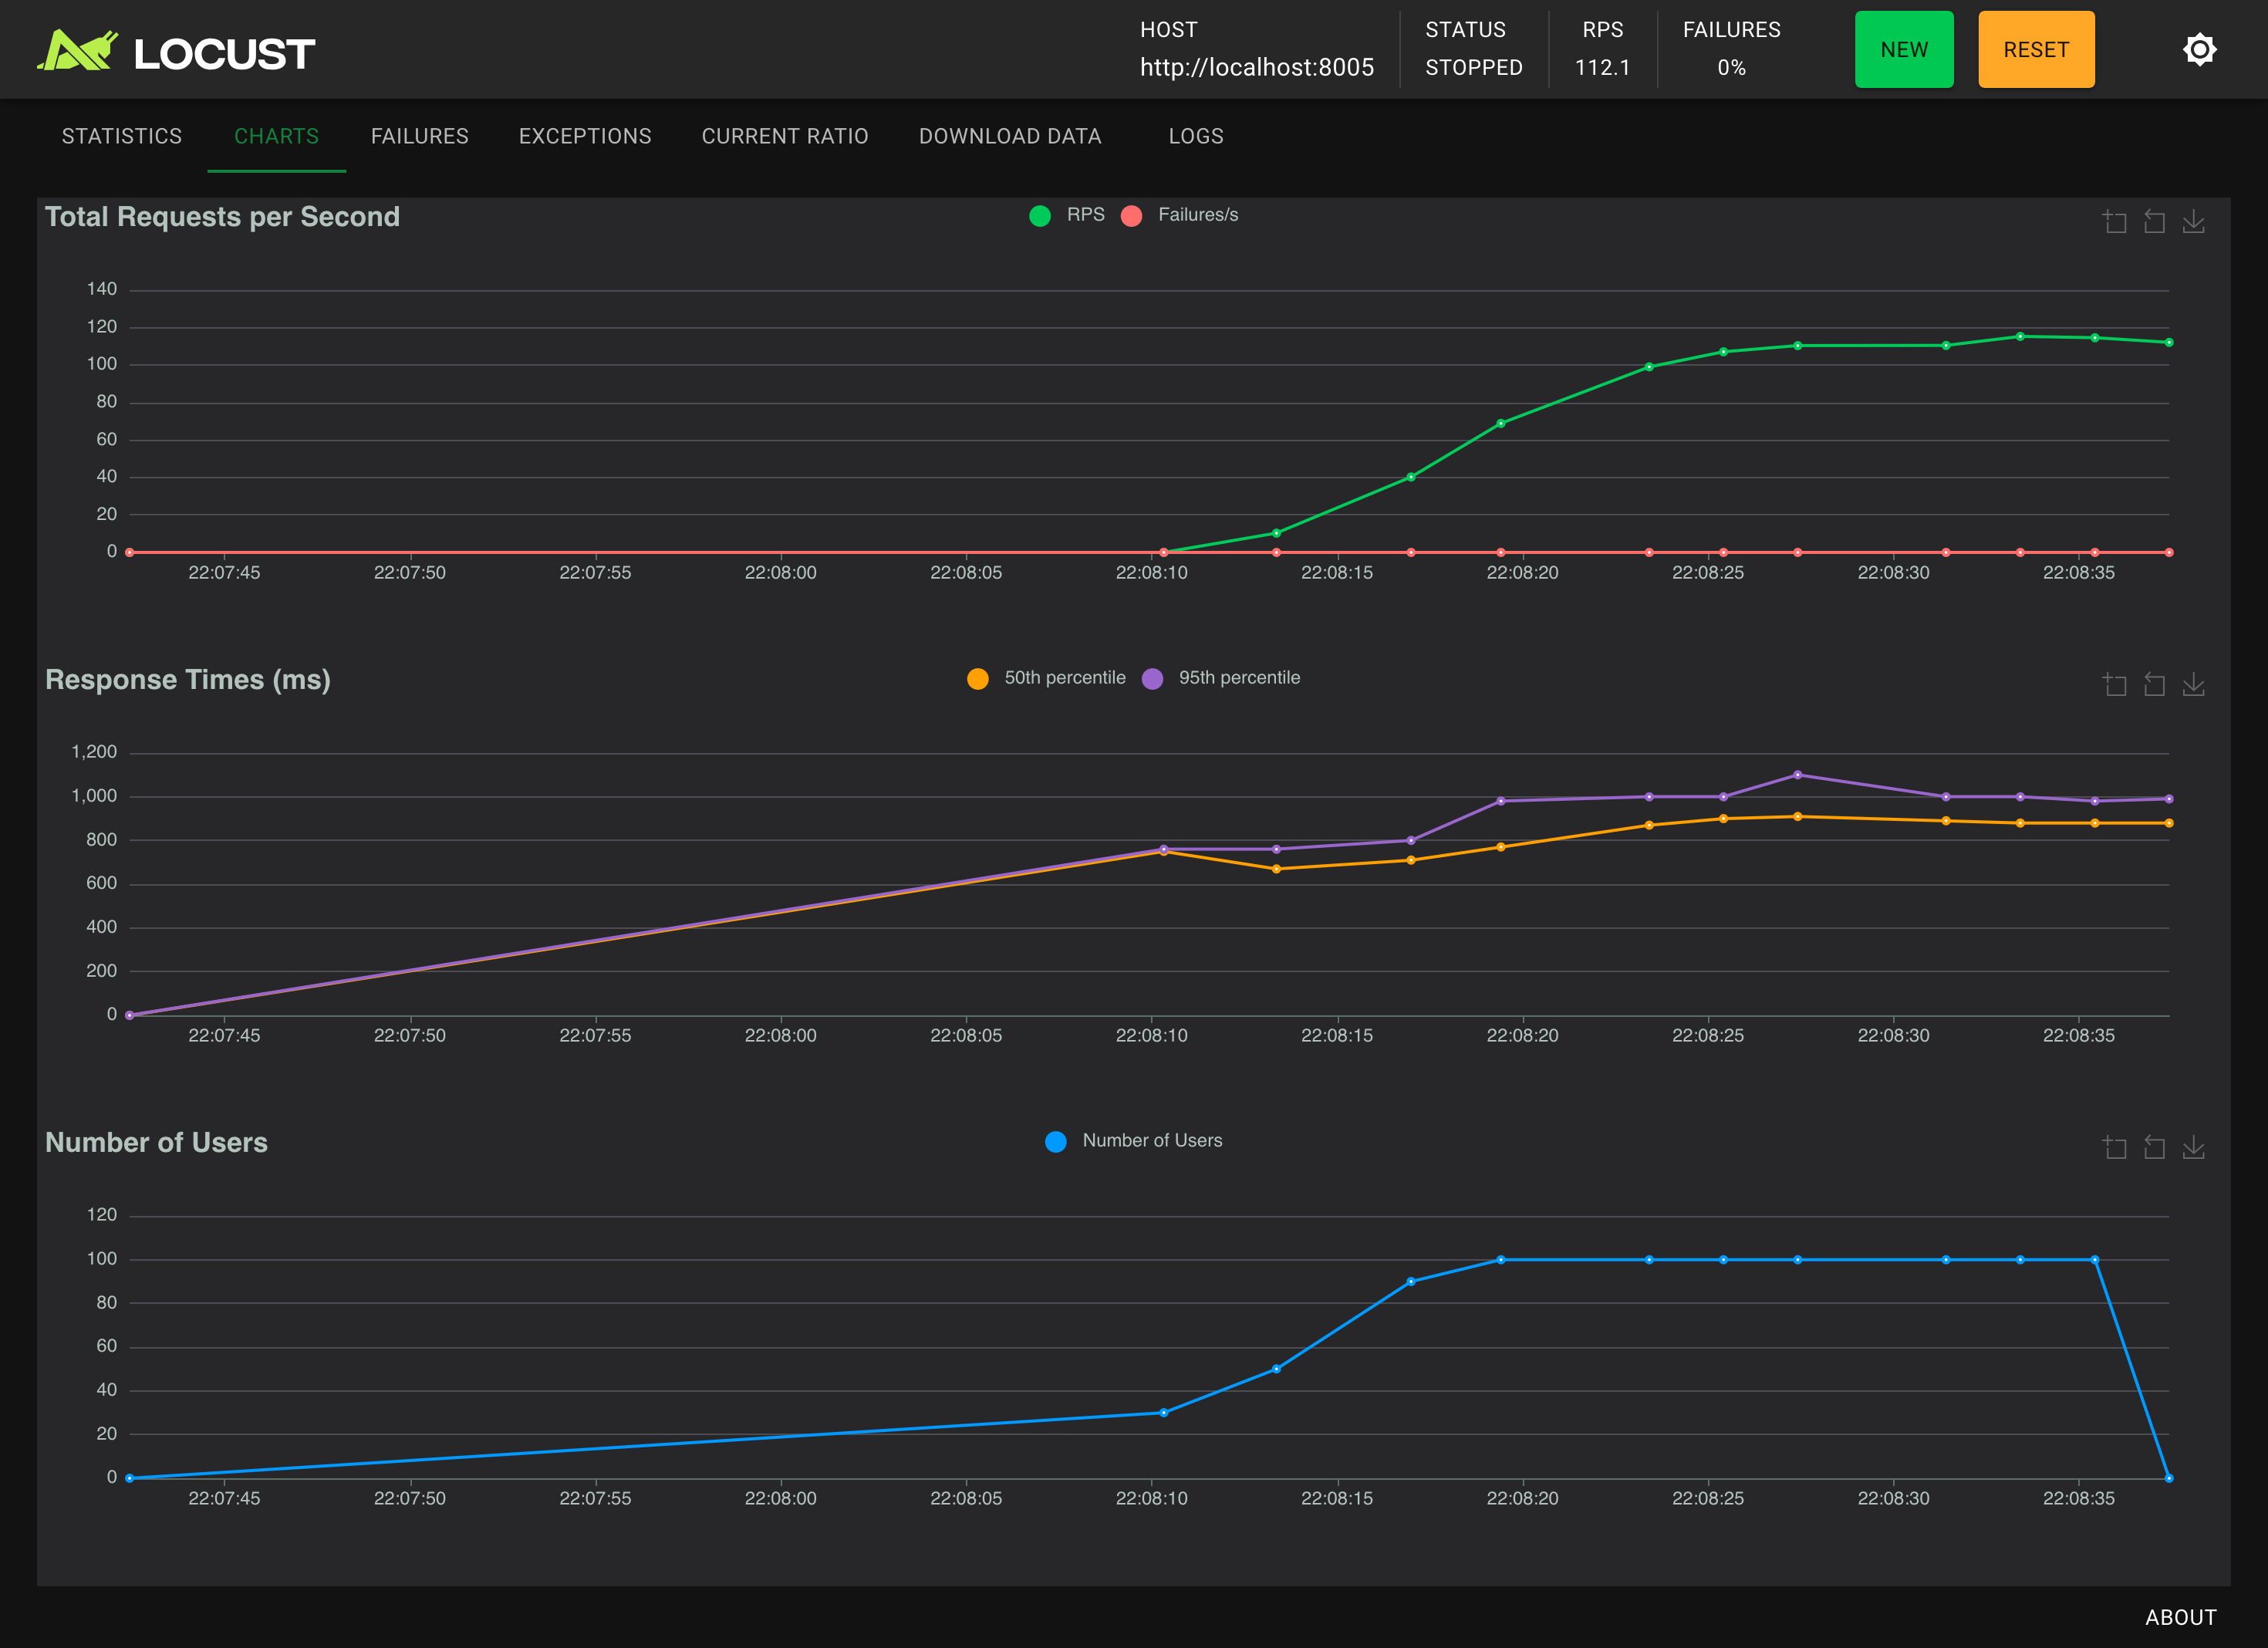 LOCUST
HOST
http://localhost:8005
STATUS
STOPPED
RPS
112.1
FAILURES
0%
NEW
RESET
STATISTICS CHARTS FAILURES EXCEPTIONS CURRENT RATIO DOWNLOAD DATA LOGS
Total Requests per Second
RPS Failures/s
140
120
100
80
60
40
20
0
22:07:45 22:07:50 22:07:55 22:08:00 22:08:05 22:08:10 22:08:15 22:08:20 22:08:25 22:08:30 22:08:35
Response Times (ms)
50th percentile 95th percentile
1,200
1,000
800
600
400
200
0
22:07:45 22:07:50 22:07:55 22:08:00 22:08:05 22:08:10 22:08:15 22:08:20 22:08:25 22:08:30 22:08:35
Number of Users
Number of Users
120
100
80
60
40
20
0
22:07:45 22:07:50 22:07:55 22:08:00 22:08:05 22:08:10 22:08:15 22:08:20 22:08:25 22:08:30 22:08:35
ABOUT